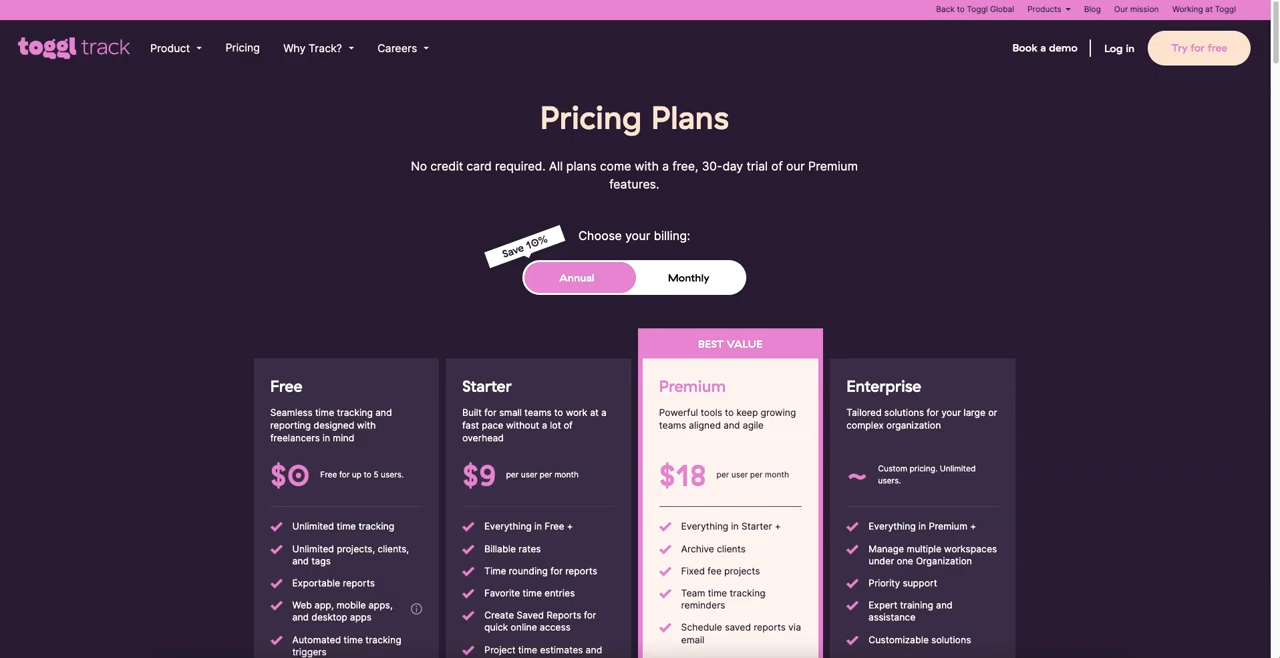 Back to Toggl Global Products Blog Our mission Working at Toggl
toggl track Product Pricing Why Track? Careers Book a demo Log in Try for free
Pricing Plans
No credit card required. All plans come with a free, 30-day trial of our Premium
features.
Save 10%
Choose your billing:
Annual Monthly
BEST VALUE
Free
Seamless time tracking and
reporting designed with
freelancers in mind
$0 Free for up to 5 users.
Unlimited time tracking
Unlimited projects, clients,
and tags
Exportable reports
Web app, mobile apps,
and desktop apps
Automated time tracking
triggers
Starter
Built for small teams to work at a
fast pace without a lot of
overhead
$9 per user per month
Everything in Free +
Billable rates
Time rounding for reports
Favorite time entries
Create Saved Reports for
quick online access
Project time estimates and
Premium
Powerful tools to keep growing
teams aligned and agile
$18 per user per month
Everything in Starter +
Archive clients
Fixed fee projects
Team time tracking
reminders
Schedule saved reports via
email
Enterprise
Tailored solutions for your large or
complex organization
~ Custom pricing. Unlimited
users.
Everything in Premium +
Manage multiple workspaces
under one Organization
Priority support
Expert training and
assistance
Customizable solutions